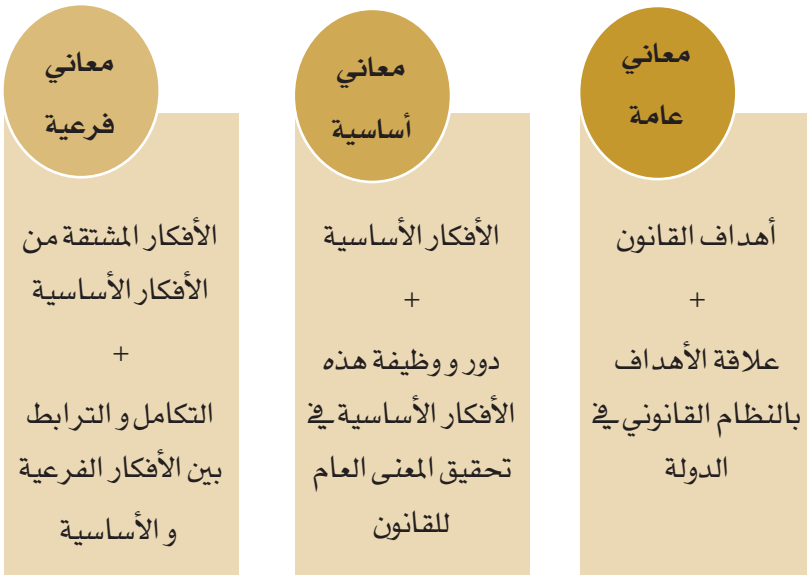 معاني
عامة
أهداف القانون
+
علاقة الأهداف
بالنظام القانوني في
الدولة
معاني
أساسية
الأفكار الأساسية
+
دور و وظيفة هذه
الأفكار الأساسية في
تحقيق المعنى العام
للقانون
معاني
فرعية
الأفكار المشتقة من
الأفكار الأساسية
+
التكامل و الترابط
بين الأفكار الفرعية
و الأساسية